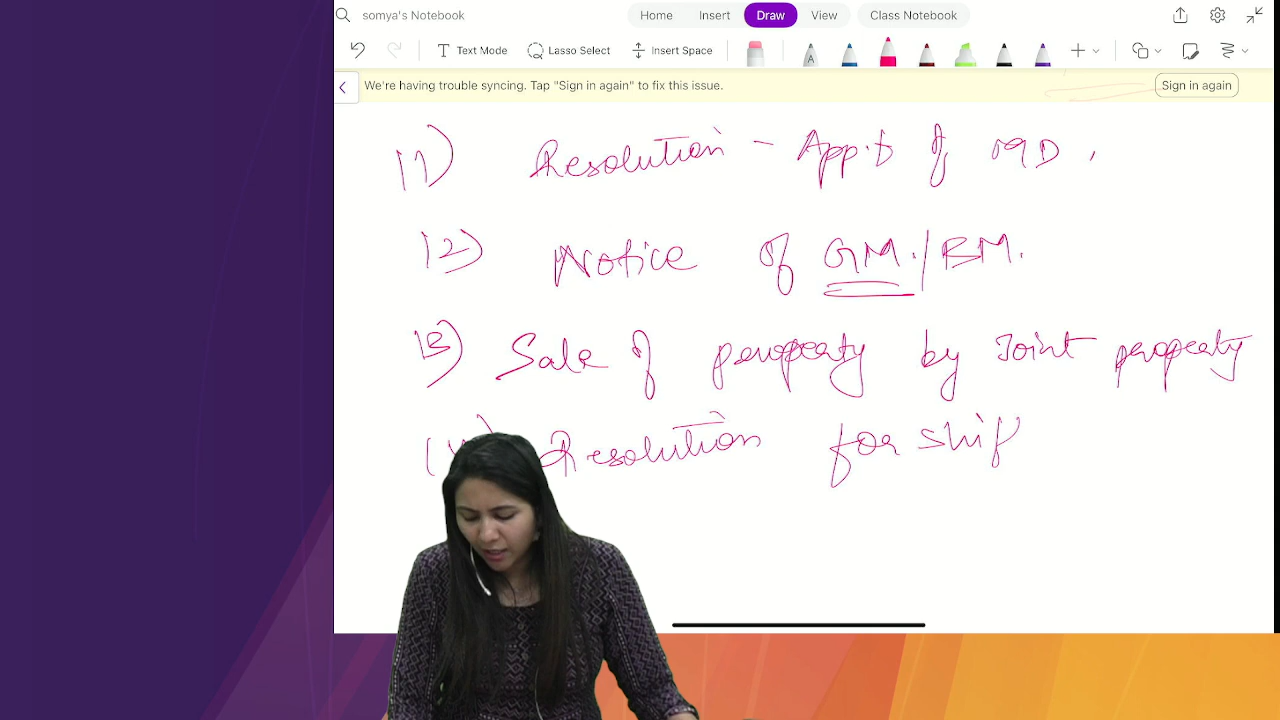 somya's Notebook
Home Insert Draw View Class Notebook
Text Mode Lasso Select Insert Space
We're having trouble syncing. Tap "Sign in again" to fix this issue.
Sign in again
11) Resolution - App.t of MD.
12) Notice of GM./BM.
13) Sale of property by Joint property
14) Resolution for shif